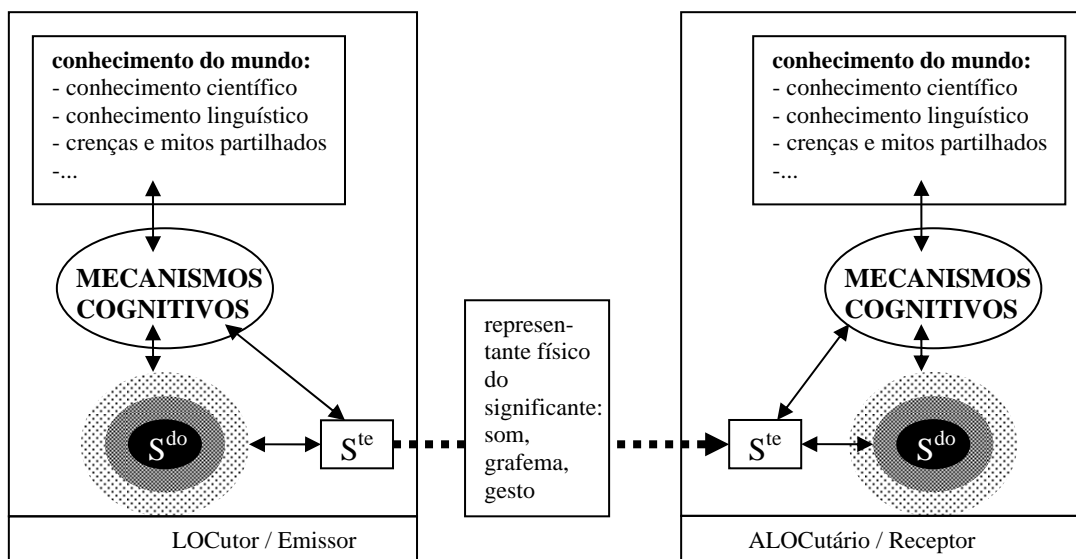 conhecimento do mundo:
- conhecimento científico
- conhecimento linguístico
- crenças e mitos partilhados
-...
MECANISMOS
COGNITIVOS
S^do
S^te
LOCutor / Emissor
represen-
tante físico
do
significante:
som,
grafema,
gesto
conhecimento do mundo:
- conhecimento científico
- conhecimento linguístico
- crenças e mitos partilhados
-...
MECANISMOS
COGNITIVOS
S^te
S^do
ALOCutário / Receptor